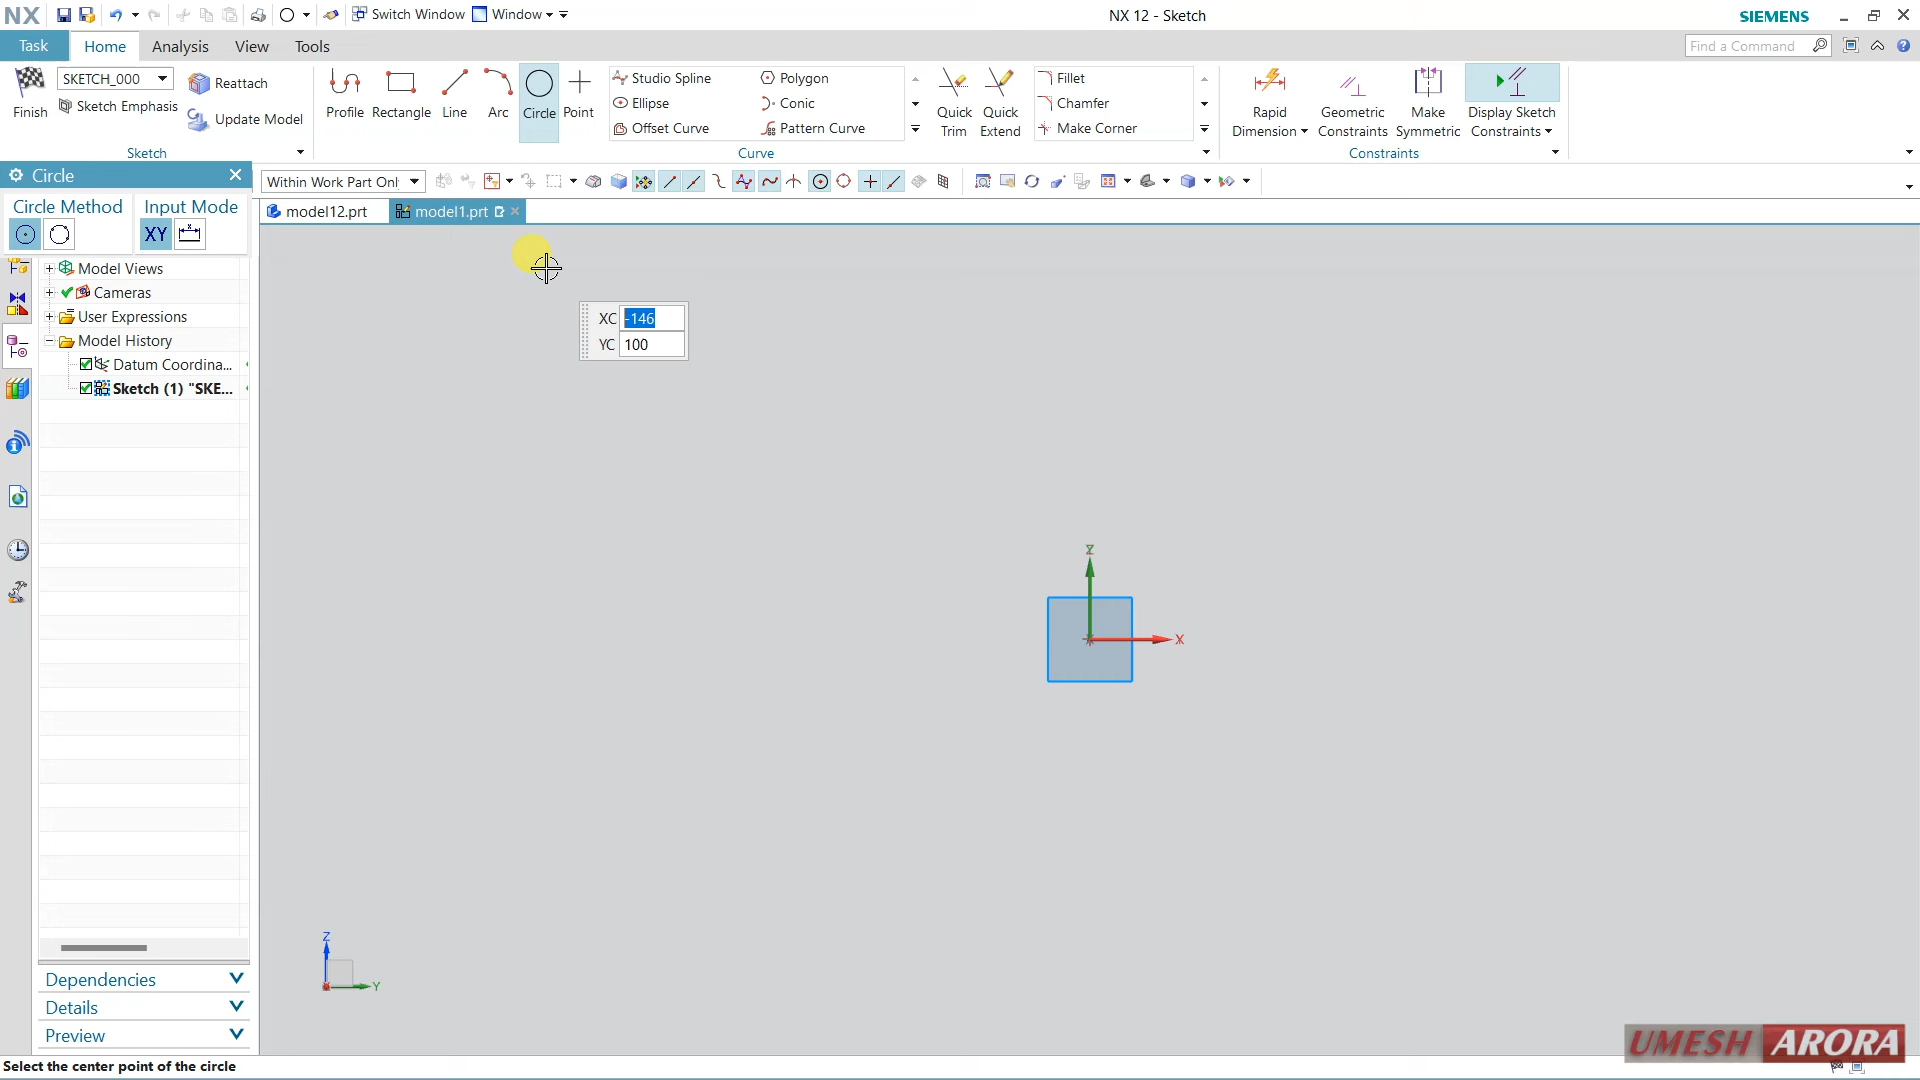 NX Switch Window Window NX 12 - Sketch SIEMENS
Task Home Analysis View Tools Find a Command
Finish SKETCH_000 Sketch Emphasis Reattach Update Model
Profile Rectangle Line Arc Circle Point
Studio Spline Polygon
Ellipse Conic
Offset Curve Pattern Curve
Quick Trim Quick Extend
Fillet
Chamfer
Make Corner
Rapid Dimension Geometric Constraints Make Symmetric Display Sketch Constraints
Sketch Curve Constraints
Circle
Within Work Part Onl
Circle Method Input Mode
XY
model12.prt model1.prt
Model Views
Cameras
User Expressions
Model History
Datum Coordina...
Sketch (1) "SKE...
XC -146
YC 100
Z
X
Z
Y
Dependencies
Details
Preview
UMESH ARORA
Select the center point of the circle